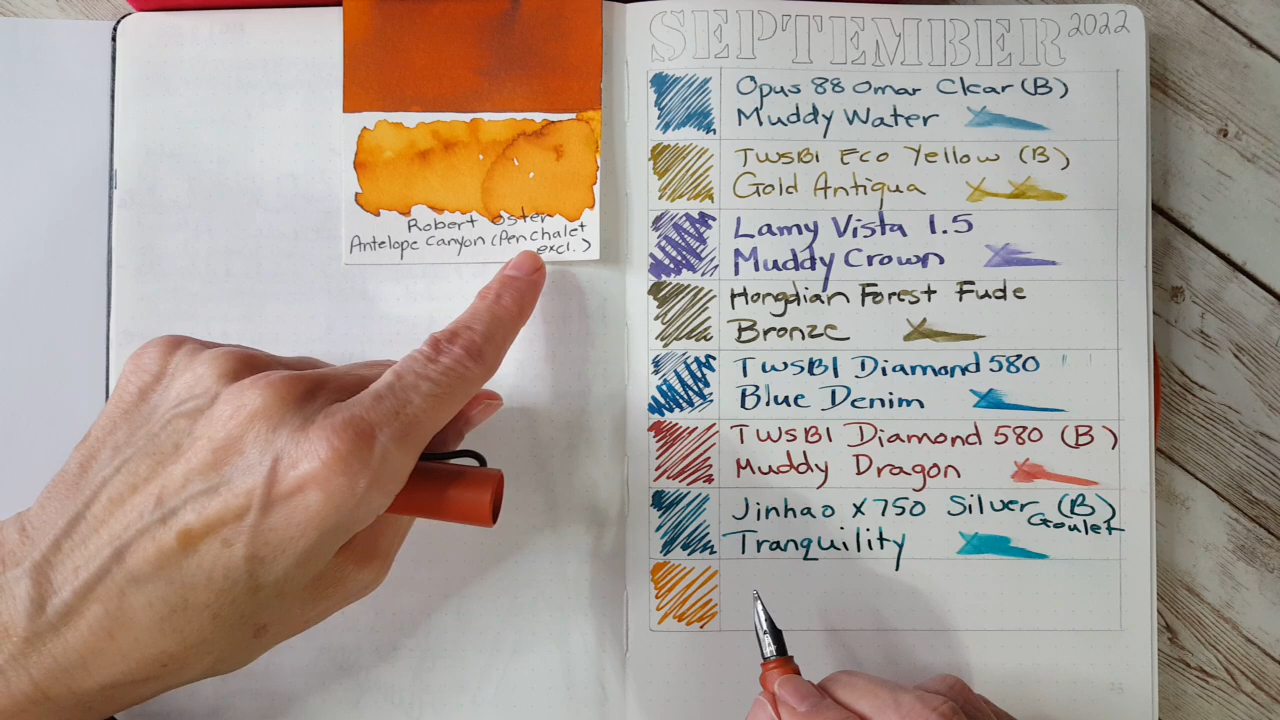 Robert Oster
Antelope Canyon (Pen Chalet
excl.)
SEPTEMBER 2022
Opus 88 Omar Clear (B)
Muddy Water
TWSBI Eco Yellow (B)
Gold Antiqua
Lamy Vista 1.5
Muddy Crown
Hongdian Forest Fude
Bronze
TWSBI Diamond 580
Blue Denim
TWSBI Diamond 580 (B)
Muddy Dragon
Jinhao X750 Silver (B)
Goulet
Tranquility